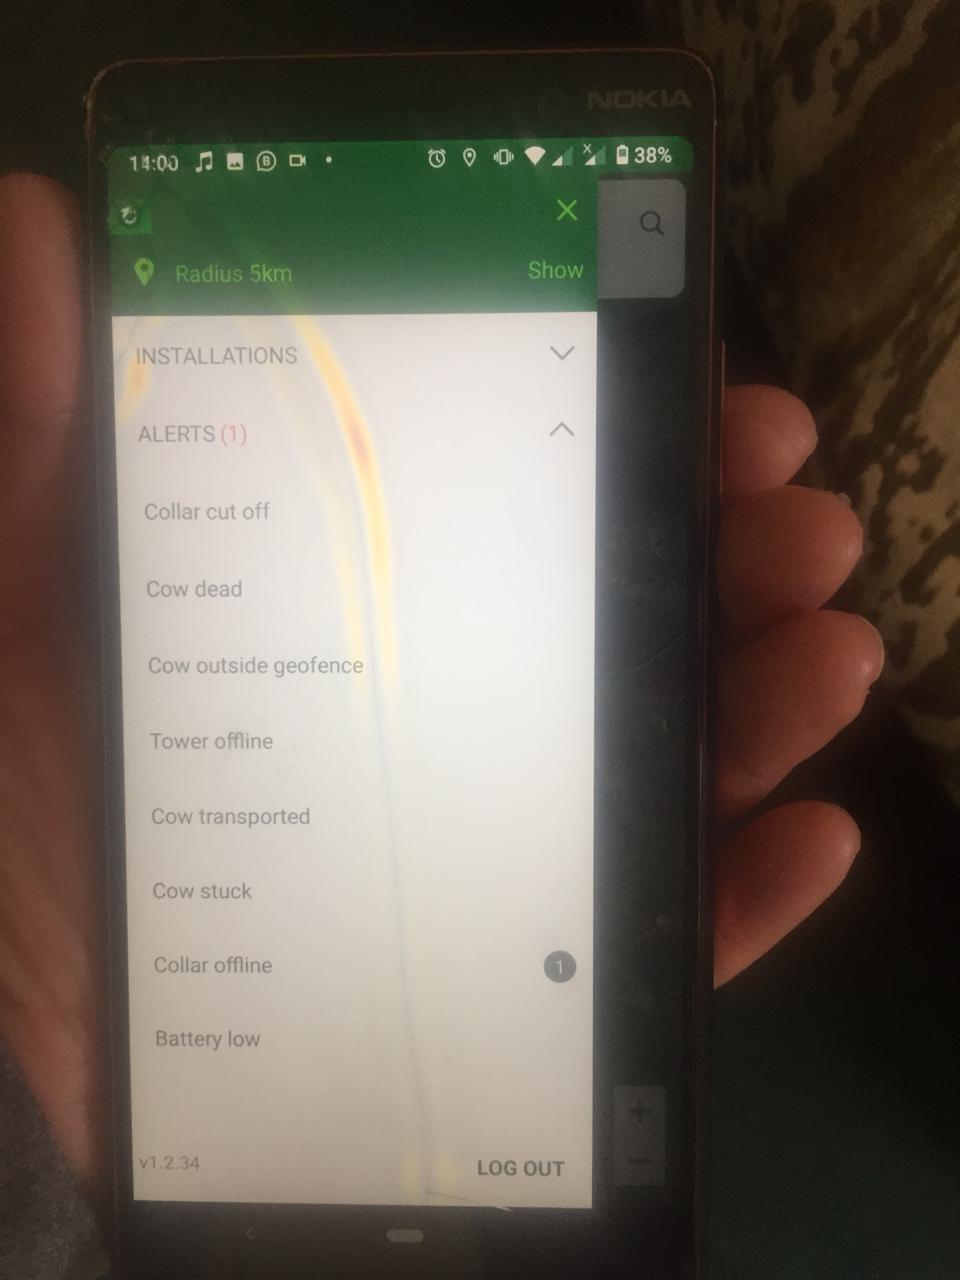 NOKIA
14:00 B 38%
Radius 5km Show
INSTALLATIONS
ALERTS (1)
Collar cut off
Cow dead
Cow outside geofence
Tower offline
Cow transported
Cow stuck
Collar offline 1
Battery low
v1.2.34 LOG OUT